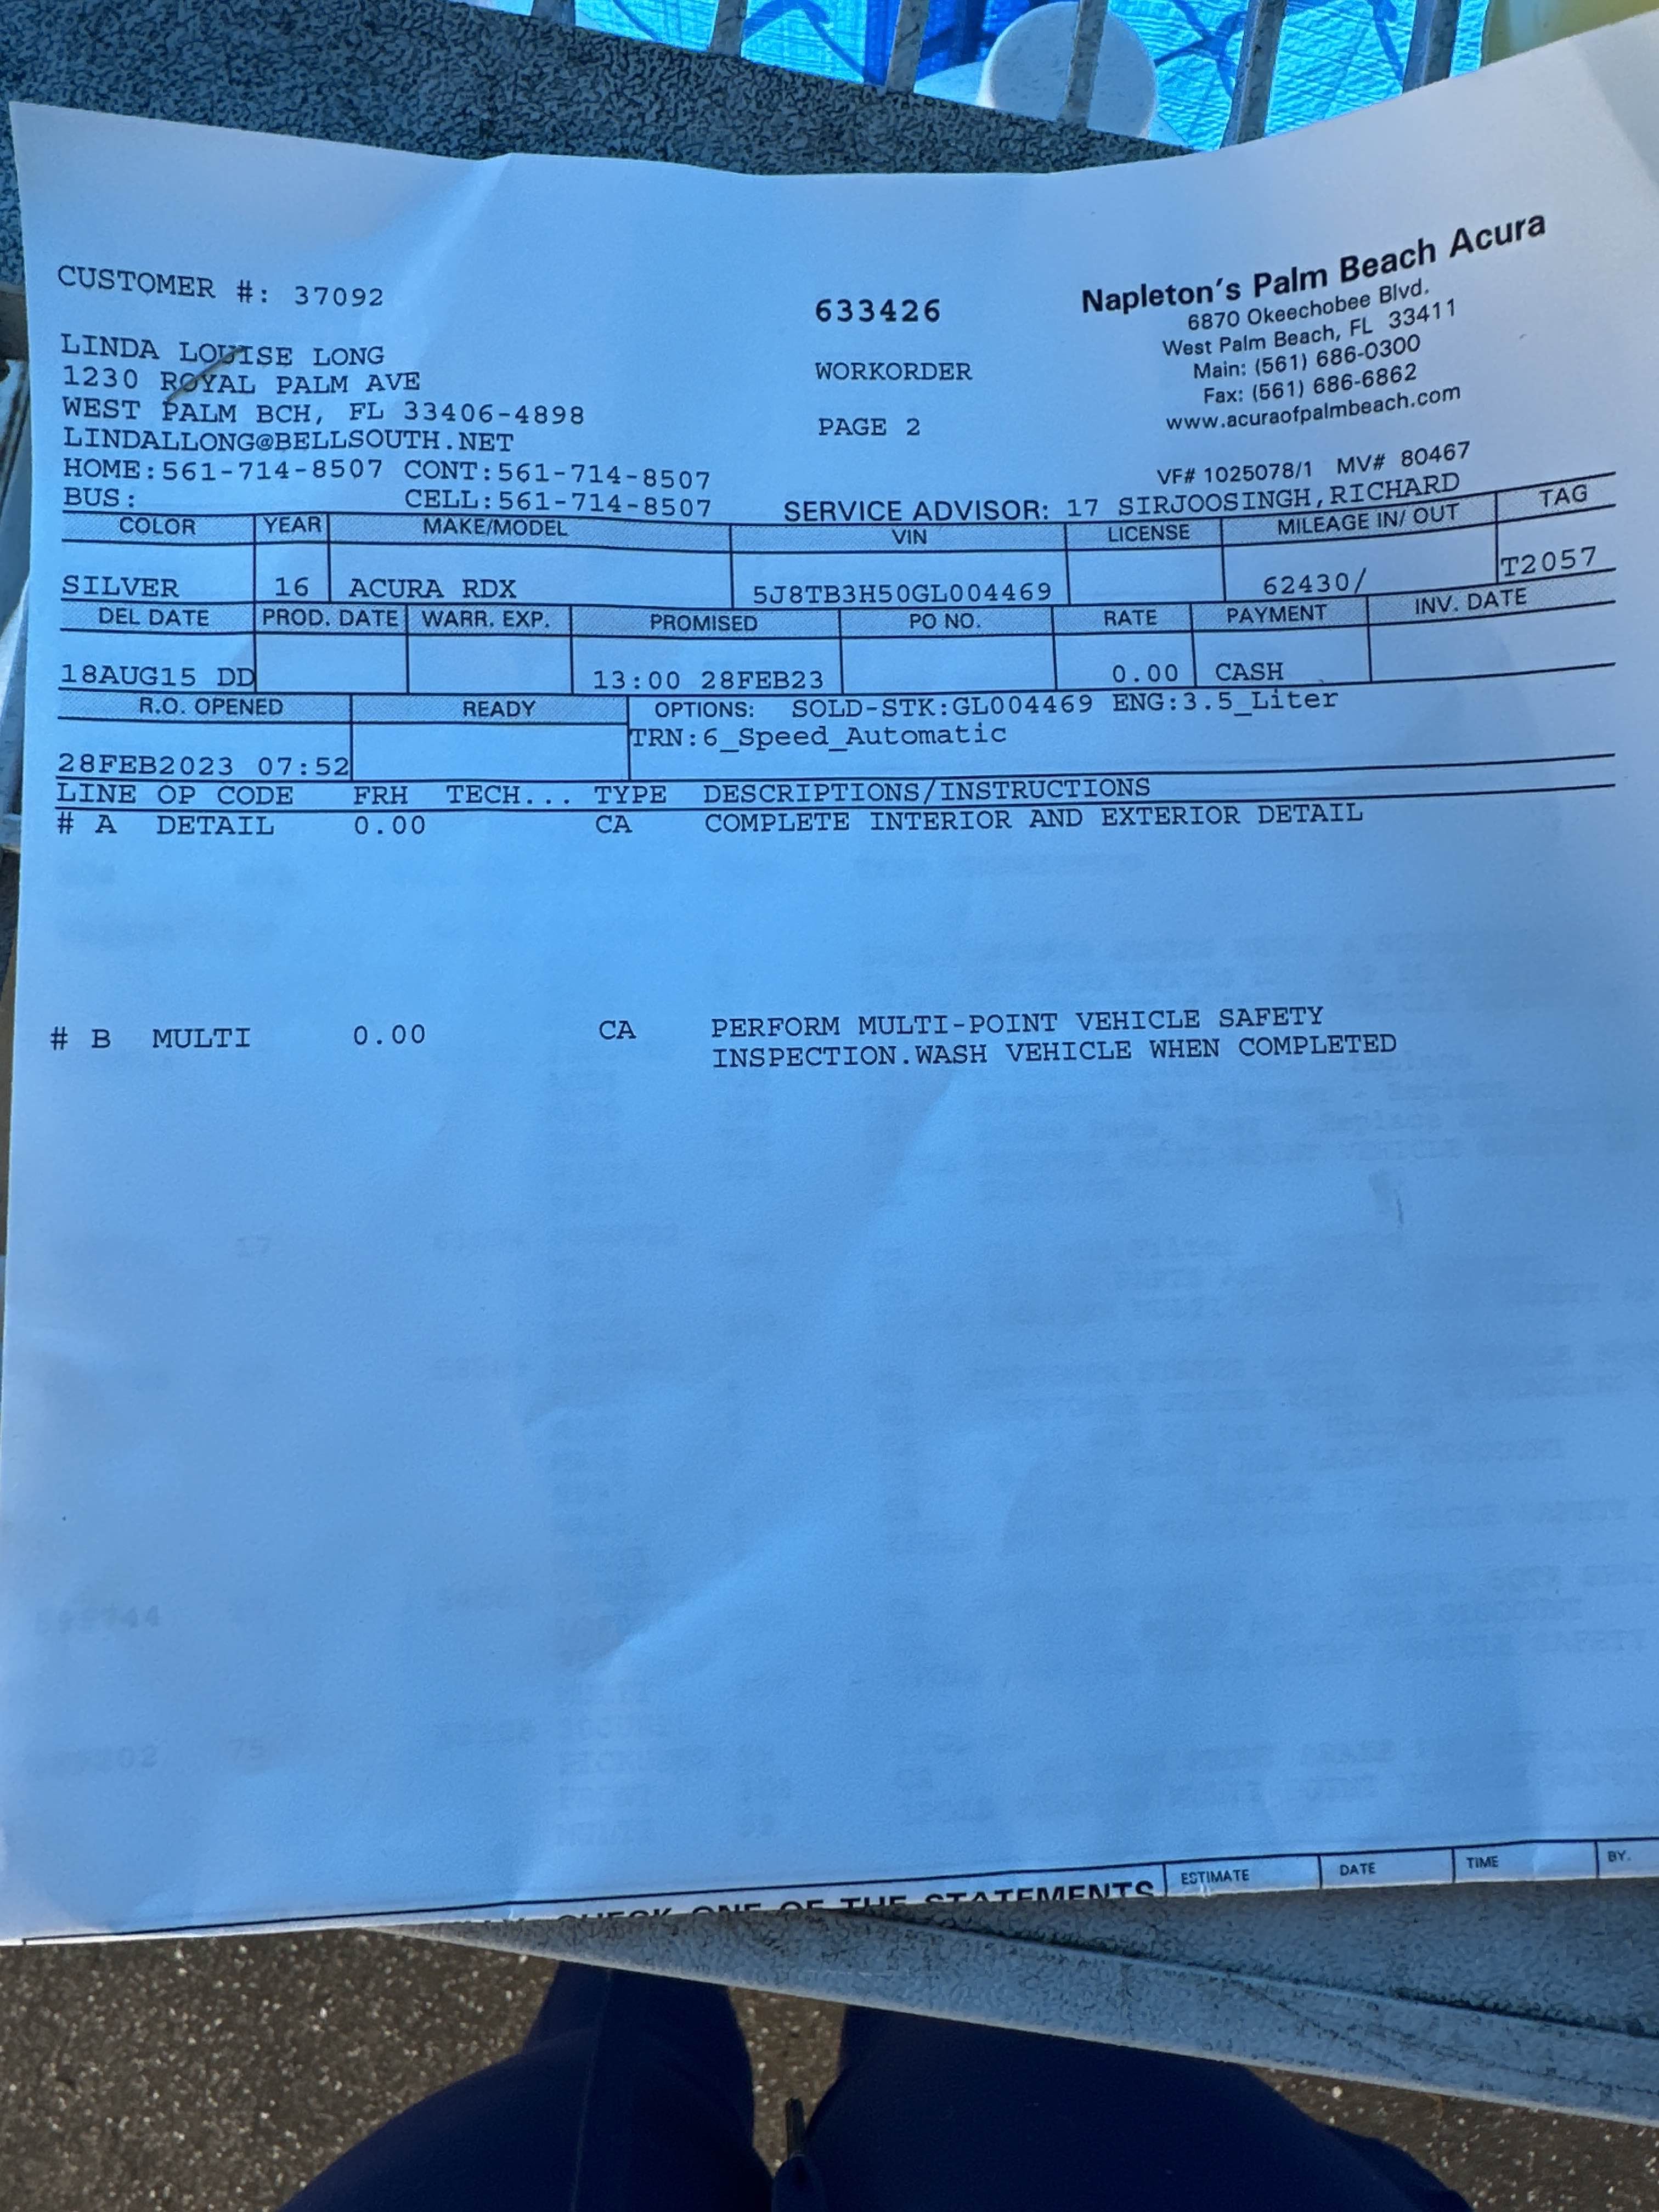 Napleton's Palm Beach Acura
6870 Okeechobee Blvd.
West Palm Beach, FL 33411
Main: (561) 686-0300
Fax: (561) 686-6862
www.acuraofpalmbeach.com
CUSTOMER #: 37092
633426
WORKORDER
PAGE 2
LINDA LOUISE LONG
1230 ROYAL PALM AVE
WEST PALM BCH, FL 33406-4898
LINDALLONG@BELLSOUTH.NET
HOME:561-714-8507 CONT:561-714-8507
BUS: CELL:561-714-8507
VF# 1025078/1 MV# 80467
SERVICE ADVISOR: 17 SIRJOOSINGH,RICHARD
COLOR YEAR MAKE/MODEL VIN LICENSE MILEAGE IN/ OUT TAG
SILVER 16 ACURA RDX 5J8TB3H50GL004469 62430/ T2057
DEL DATE PROD. DATE WARR. EXP. PROMISED PO NO. RATE PAYMENT INV. DATE
18AUG15 DD 13:00 28FEB23 0.00 CASH
R.O. OPENED READY OPTIONS: SOLD-STK:GL004469 ENG:3.5_Liter
TRN:6_Speed_Automatic
28FEB2023 07:52
LINE OP CODE FRH TECH... TYPE DESCRIPTIONS/INSTRUCTIONS
# A DETAIL 0.00 CA COMPLETE INTERIOR AND EXTERIOR DETAIL
# B MULTI 0.00 CA PERFORM MULTI-POINT VEHICLE SAFETY
INSPECTION.WASH VEHICLE WHEN COMPLETED
CHECK ONE OF THE STATEMENTS
ESTIMATE DATE TIME BY.